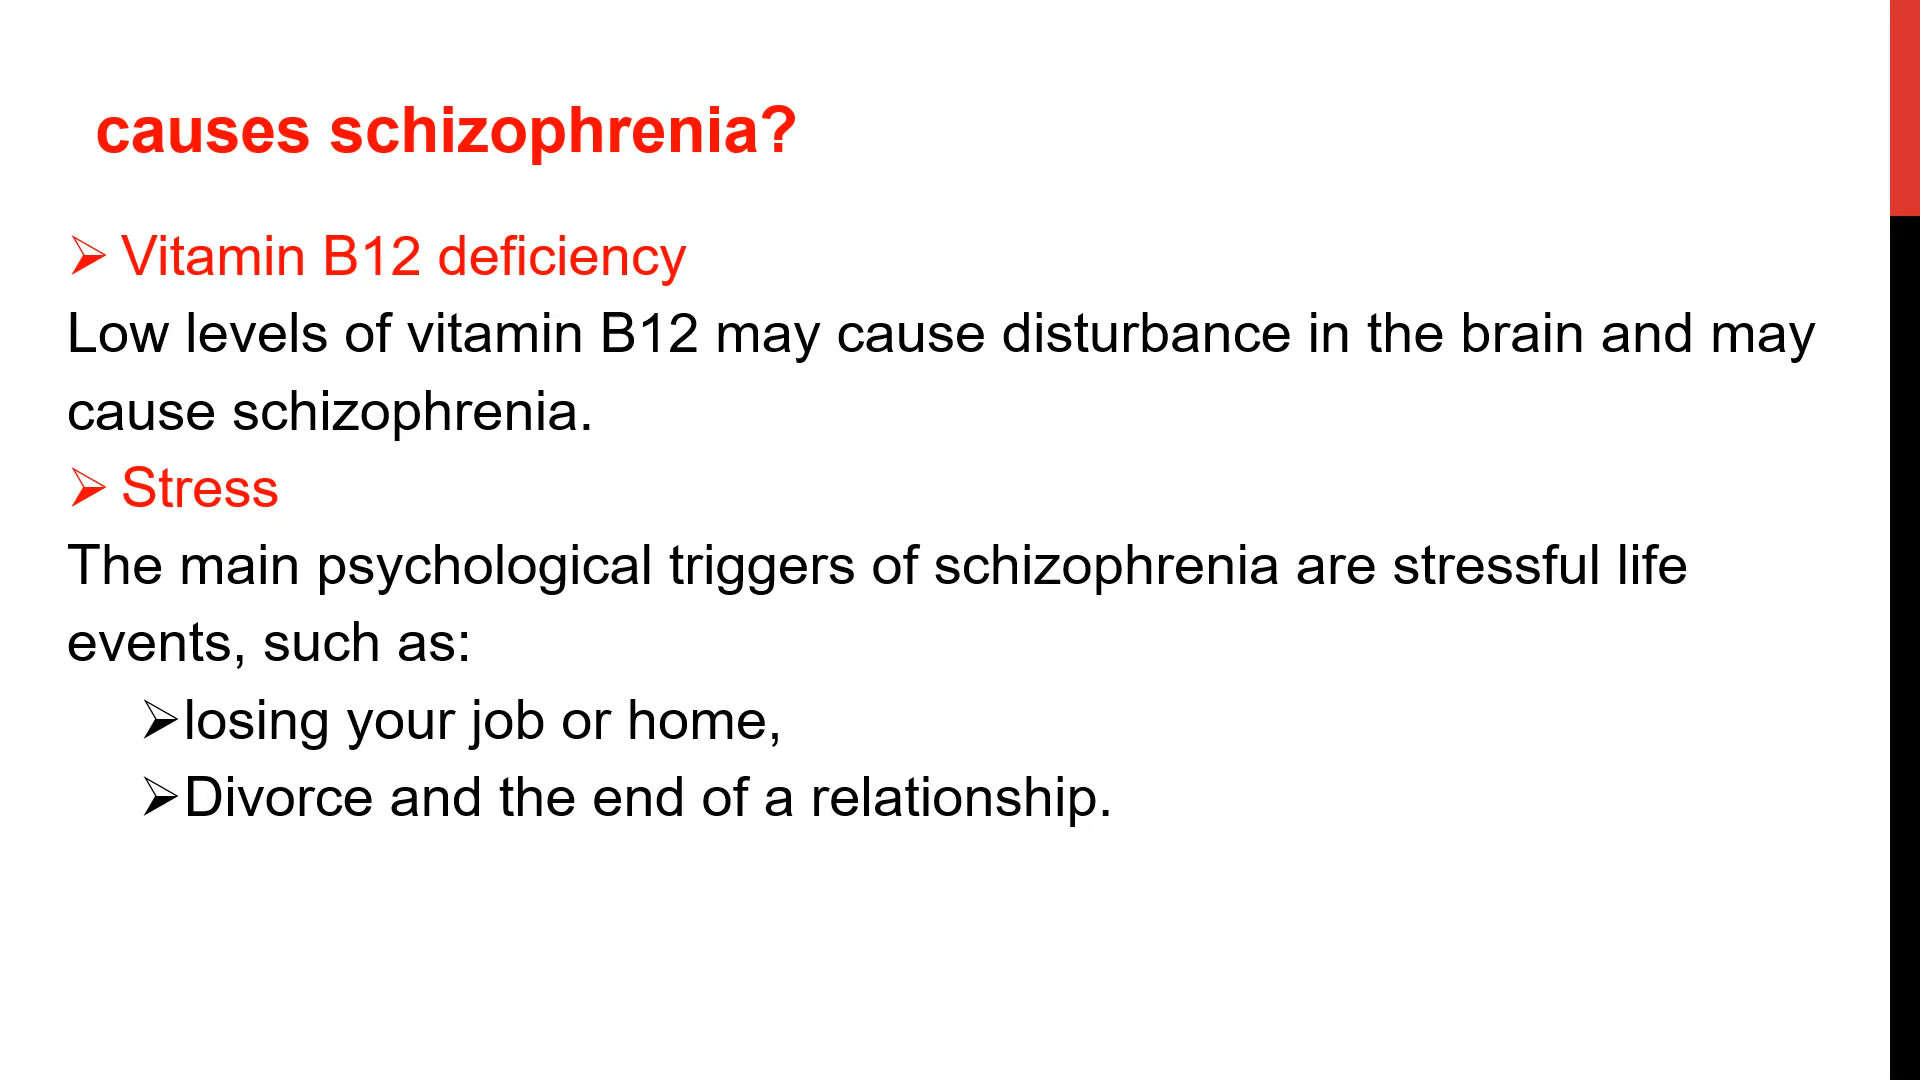 causes schizophrenia?
➢ Vitamin B12 deficiency
Low levels of vitamin B12 may cause disturbance in the brain and may
cause schizophrenia.
➢ Stress
The main psychological triggers of schizophrenia are stressful life
events, such as:
➢losing your job or home,
➢Divorce and the end of a relationship.